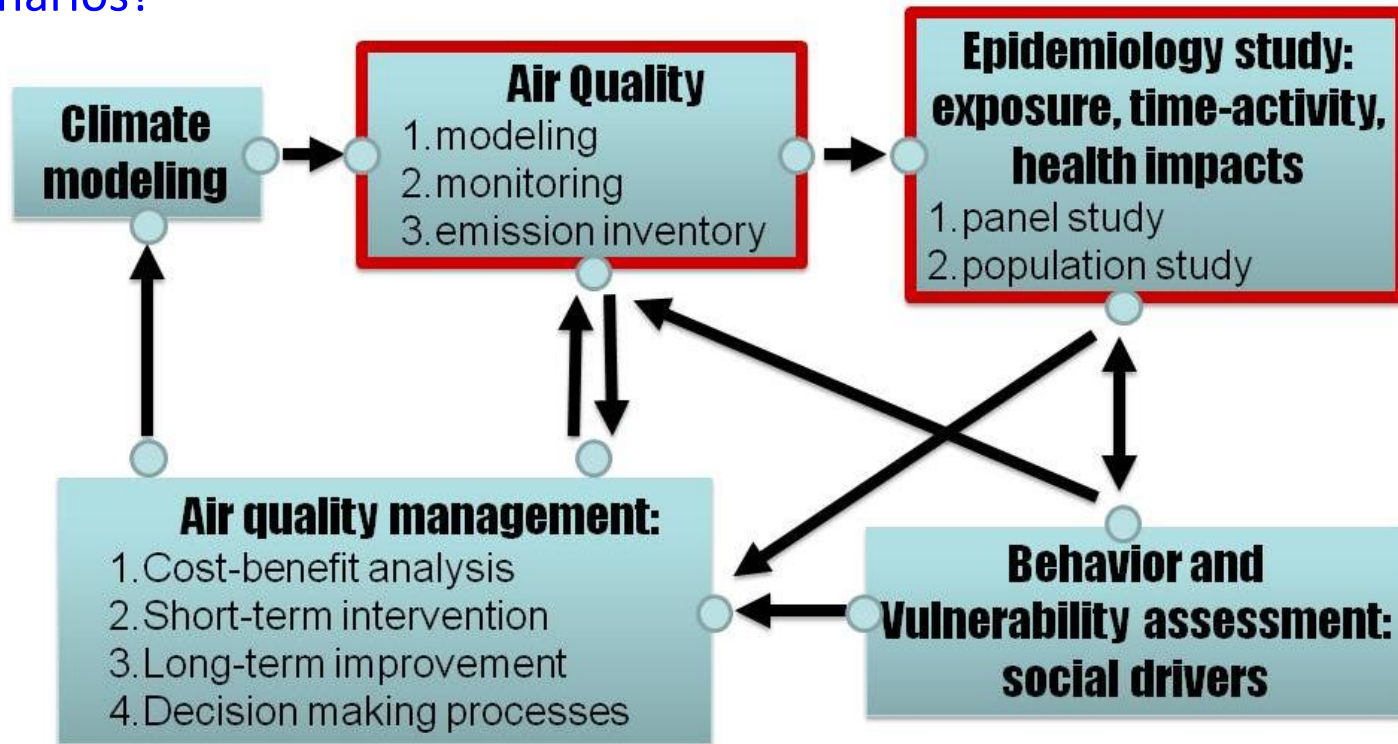 Climate
modeling
Air Quality
1.modeling
2.monitoring
3.emission inventory
Epidemiology study:
exposure, time-activity,
health impacts
1.panel study
2.population study
Air quality management:
1.Cost-benefit analysis
2.Short-term intervention
3.Long-term improvement
4.Decision making processes
Behavior and
Vulnerability assessment:
social drivers